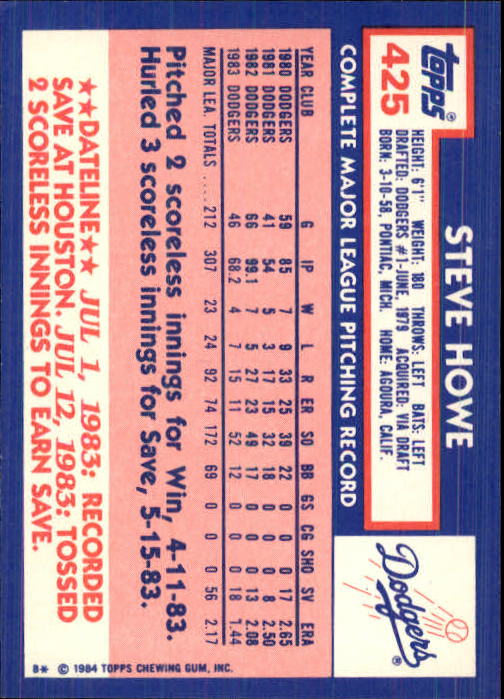 topps®
425
STEVE HOWE
HEIGHT: 6'1" WEIGHT: 180 THROWS: LEFT BATS: LEFT
DRAFTED: DODGERS #1-JUNE, 1979 ACQUIRED: VIA DRAFT
BORN: 3-10-59, PONTIAC, MICH. HOME: AGOURA, CALIF.
Dodgers®
COMPLETE MAJOR LEAGUE PITCHING RECORD
YEAR CLUB G IP W L R ER SO BB GS CG SHO SV ERA
1980 DODGERS 59 85 7 9 33 25 39 22 0 0 0 17 2.65
1981 DODGERS 41 54 5 3 17 15 32 18 0 0 0 8 2.50
1982 DODGERS 66 99.1 7 5 27 23 49 17 0 0 0 13 2.08
1983 DODGERS 46 68.2 4 7 15 11 52 12 0 0 0 18 1.44
MAJOR LEA. TOTALS .... 212 307 23 24 92 74 172 69 0 0 0 56 2.17
Pitched 2 scoreless innings for Win, 4-11-83.
Hurled 3 scoreless innings for Save, 5-15-83.
★★DATELINE★★ JUL 1, 1983: RECORDED
SAVE AT HOUSTON. JUL 12, 1983: TOSSED
2 SCORELESS INNINGS TO EARN SAVE.
8* © 1984 TOPPS CHEWING GUM, INC.